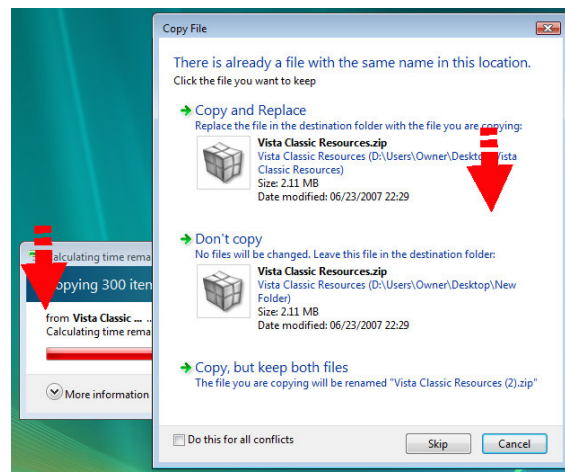 Copy File
There is already a file with the same name in this location.
Click the file you want to keep
Copy and Replace
Replace the file in the destination folder with the file you are copying:
Vista Classic Resources.zip
Vista Classic Resources (D:\Users\Owner\Desktop\Vista
Classic Resources)
Size: 2.11 MB
Date modified: 06/23/2007 22:29
Don't copy
No files will be changed. Leave this file in the destination folder:
Vista Classic Resources.zip
Vista Classic Resources (D:\Users\Owner\Desktop\New
Folder)
Size: 2.11 MB
Date modified: 06/23/2007 22:29
Copy, but keep both files
The file you are copying will be renamed "Vista Classic Resources (2).zip"
Do this for all conflicts
Skip
Cancel
alculating time rema
opying 300 iten
from Vista Classic ... ..
Calculating time rema
More information